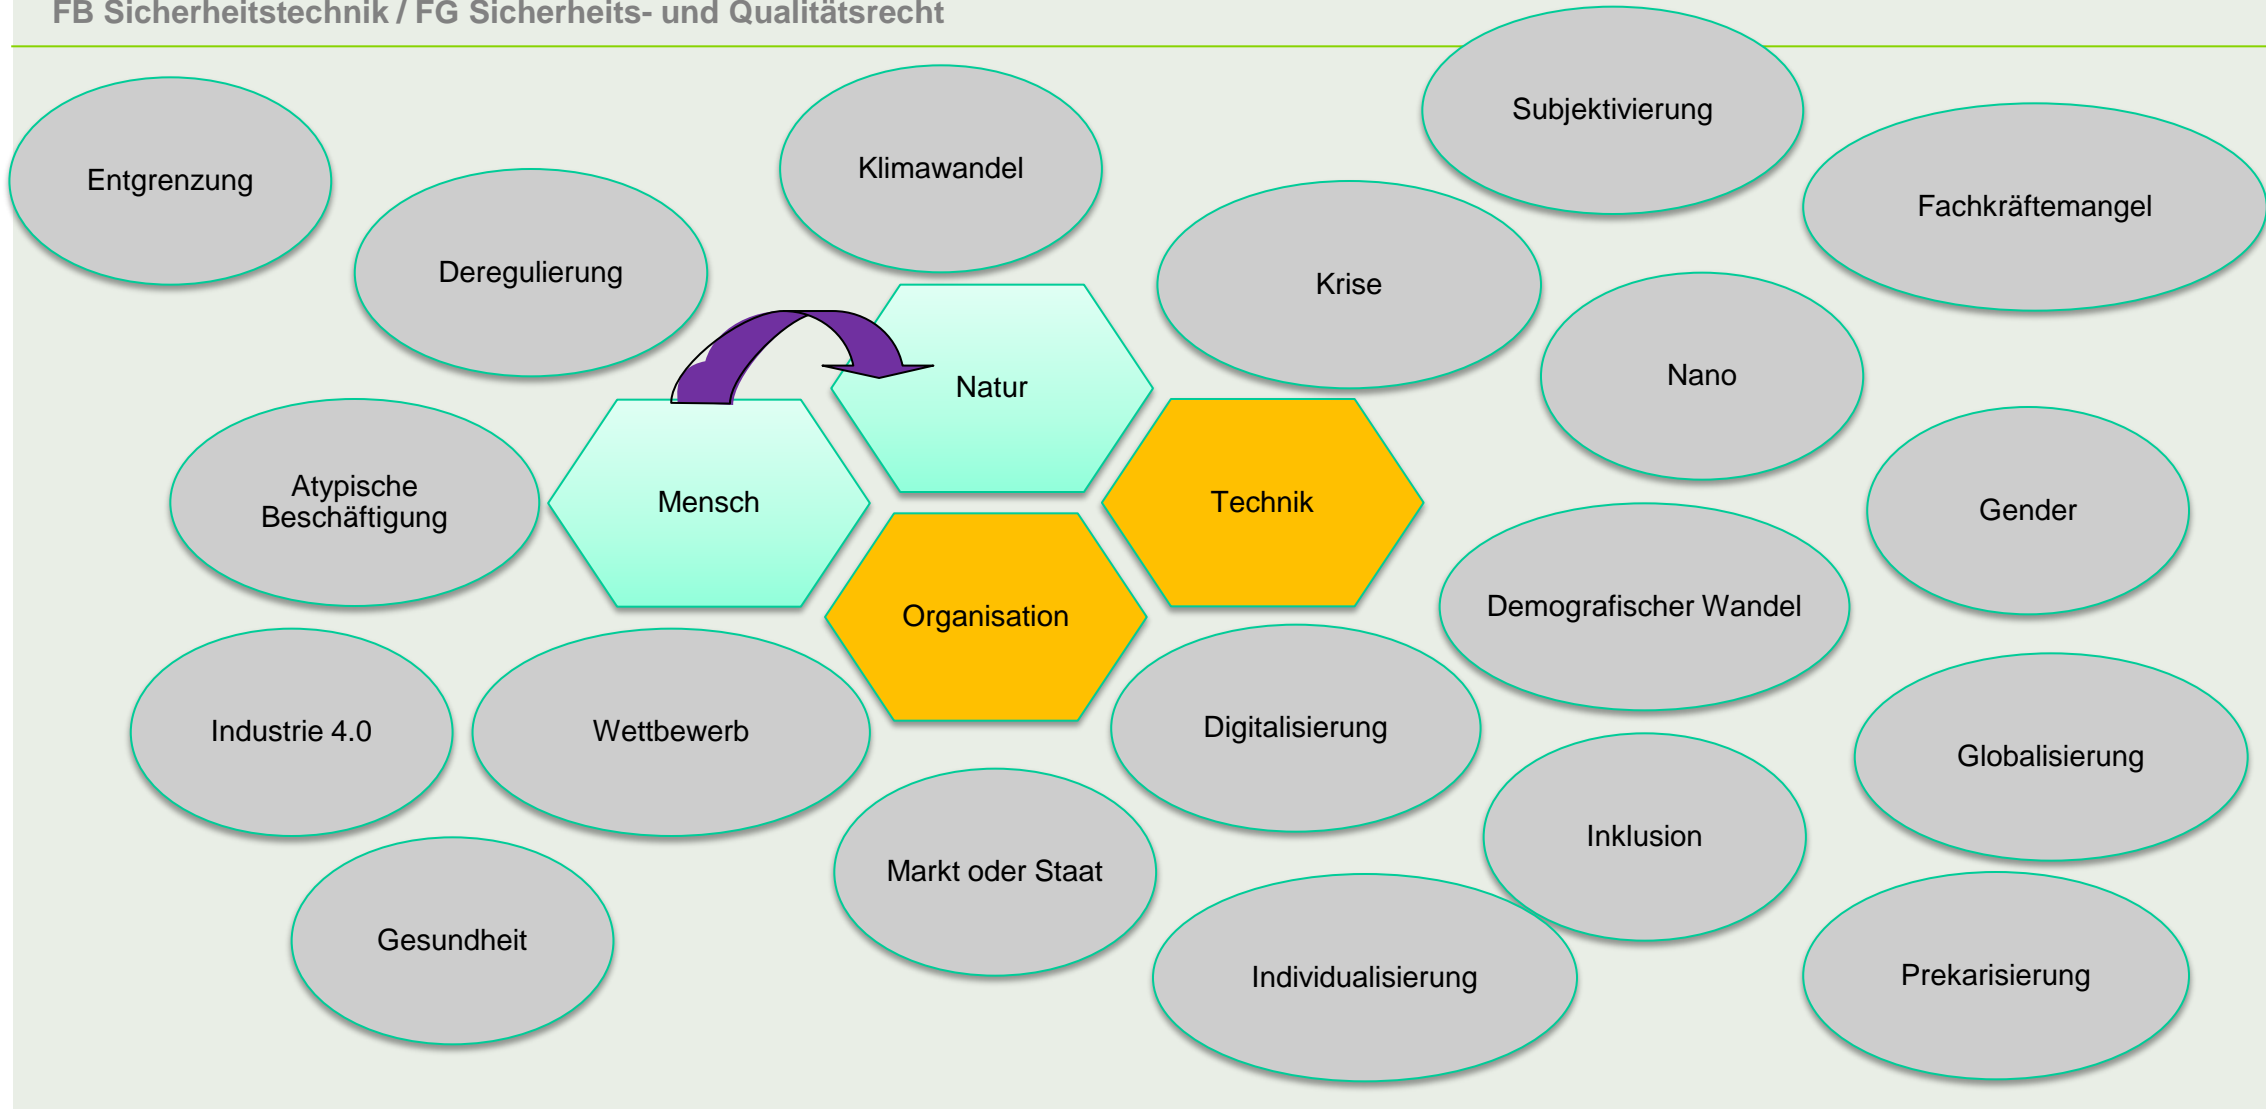 FB Sicherheitstechnik / FG Sicherheits- und Qualitätsrecht
Subjektivierung
Klimawandel
Entgrenzung
Fachkräftemangel
Deregulierung
Krise
Nano
Natur
Atypische
Beschäftigung
Mensch
Technik
Gender
Organisation
Demografischer Wandel
Industrie 4.0
Wettbewerb
Digitalisierung
Globalisierung
Inklusion
Markt oder Staat
Gesundheit
Individualisierung
Prekarisierung